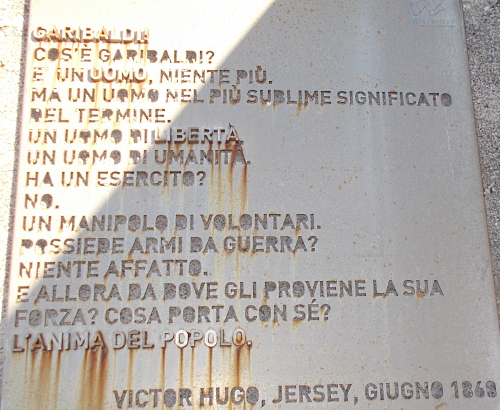 GARIBALDI!
COS'È GARIBALDI?
È UN UOMO, NIENTE PIÙ.
MA UN UOMO NEL PIÙ SUBLIME SIGNIFICATO
DEL TERMINE.
UN UOMO DI LIBERTÀ,
UN UOMO DI UMANITÀ.
HA UN ESERCITO?
NO.
UN MANIPOLO DI VOLONTARI.
POSSIEDE ARMI DA GUERRA?
NIENTE AFFATTO.
E ALLORA DA DOVE GLI PROVIENE LA SUA
FORZA? COSA PORTA CON SÉ?
L'ANIMA DEL POPOLO.
VICTOR HUGO, JERSEY, GIUGNO 1860